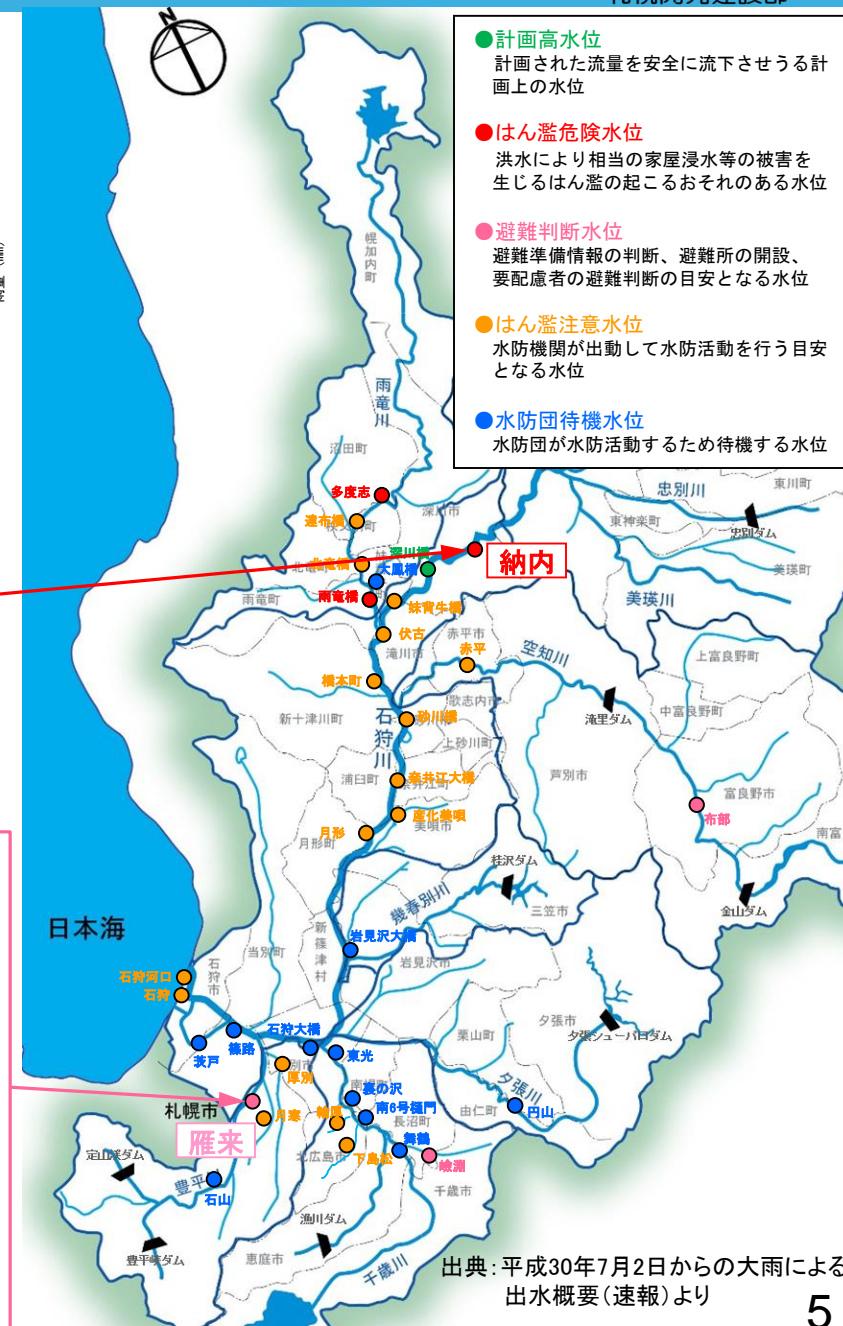 N
●計画高水位
計画された流量を安全に流下させうる計
画上の水位
●はん濫危険水位
洪水により相当の家屋浸水等の被害を
生じるはん濫の起こるおそれのある水位
●避難判断水位
避難準備情報の判断、避難所の開設、
要配慮者の避難判断の目安となる水位
●はん濫注意水位
水防機関が出動して水防活動を行う目安
となる水位
●水防団待機水位
水防団が水防活動するため待機する水位
幌加内町
雨竜川
沼田町
多度志
深川市
忠別川
東川町
東神楽町
忠別ダム
深川橋
納内
美瑛町
大鳳橋
美瑛川
雨竜町
雨竜橋
妹背牛橋
伏古
赤平市
赤平
空知川
上富良野町
滝川市
橋本町
歌志内市
滝里ダム
中富良野町
新十津川町
石狩川
砂川橋
上砂川町
芦別市
浦臼町
奈井江大橋
富良野市
布部
月形
美唄市
月形町
南富
桂沢ダム
金山ダム
三笠市
幾春別川
日本海
新篠津村
当別町
岩見沢大橋
岩見沢市
石狩市
石狩河口
石狩
栗山町
夕張市
石狩大橋
夕張シューパロダム
茨戸
篠路
東光
厚別
夕張川
裏の沢
円山
札幌市
月寒
輪厚
南6号樋門
長沼町
由仁町
雁来
舞鶴
嶮淵
北広島市
下島松
定山渓ダム
石山
千歳市
漁川ダム
豊平峡ダム
恵庭市
千歳川
出典:平成30年7月2日からの大雨による
出水概要(速報)より
5